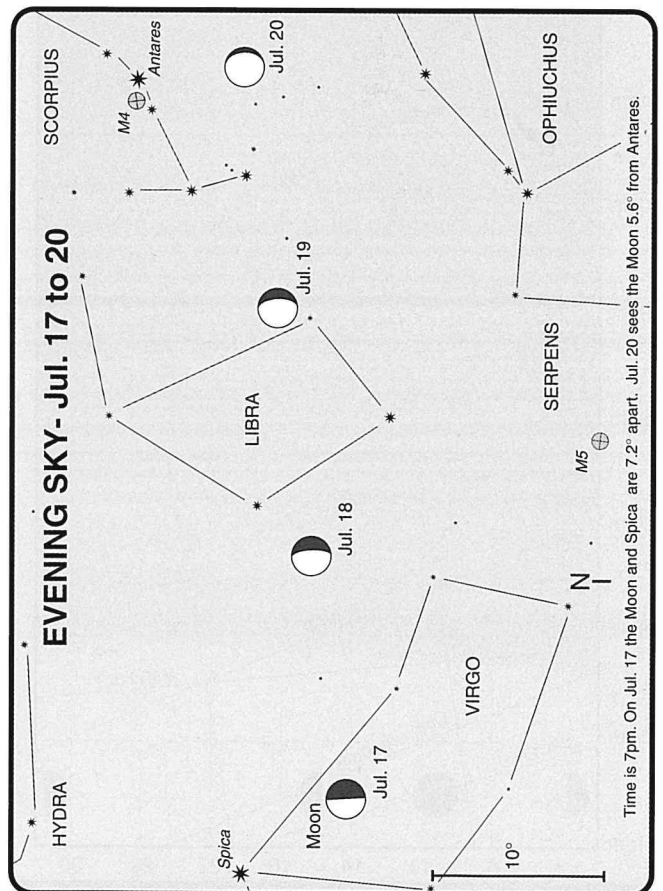 EVENING SKY- Jul. 17 to 20
HYDRA
SCORPIUS
M4
Antares
Spica
Moon
Jul. 17
Jul. 18
Jul. 19
Jul. 20
LIBRA
VIRGO
SERPENS
OPHIUCHUS
M5
10°
N
Time is 7pm. On Jul. 17 the Moon and Spica are 7.2° apart. Jul. 20 sees the Moon 5.6° from Antares.